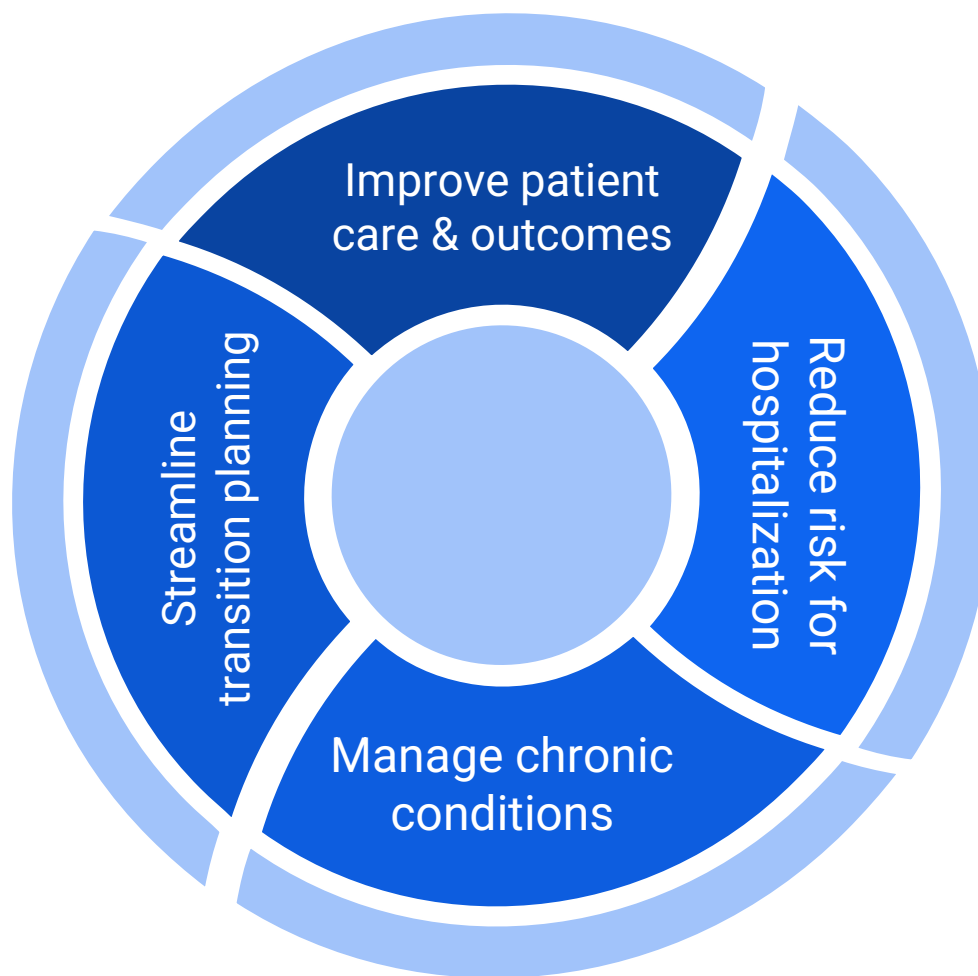 Improve patient
care & outcomes
Reduce risk for
hospitalization
Manage chronic
conditions
Streamline
transition planning